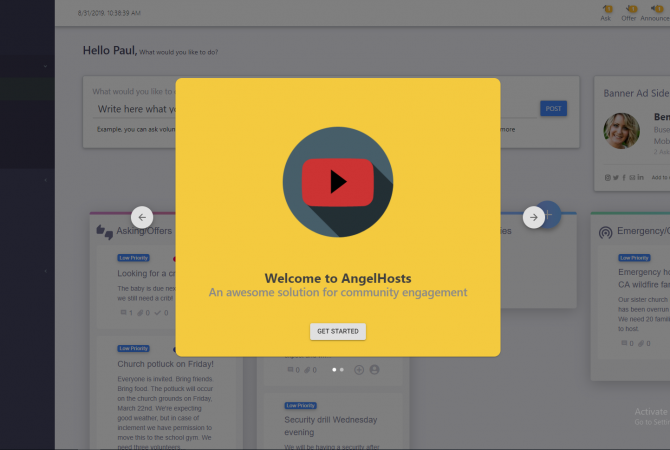 8/31/2019, 10:58:39 AM
Ask
Offer
Announce
Hello Paul, What would you like to do?
What would you like to
Write here what y
POST
Example, you can ask volun
more
Banner Ad Side
Ben
Busi
Mob
Add to
Asking/Offers
ies
Emergency/C
Low Priority
Looking for a cr
The baby is due ne
we still need a crib!
1 0 0
Low Priority
Church potluck on Friday!
Everyone is invited. Bring friends.
Bring food. The potluck will occur
on the church grounds on Friday,
March 22nd. We're expecting
good weather, but in case of
inclement we have permission to
move this to the school gym. We
need three volunteers
Welcome to AngelHosts
An awesome solution for community engagement
GET STARTED
0 0
Low Priority
Security drill Wednesday
evening
We will be having a security after
Low Priority
Emergency ho
CA wildfire fam
Our sister church
has been overrun
We need 20 famili
to host
0 0
Activate
Go to Settin